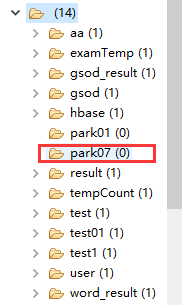 (14)
aa (1)
examTemp (1)
gsod_result (1)
gsod (1)
hbase (1)
park01 (0)
park07 (0)
result (1)
tempCount (1)
test (1)
test01 (1)
test1 (1)
user (1)
word_result (1)